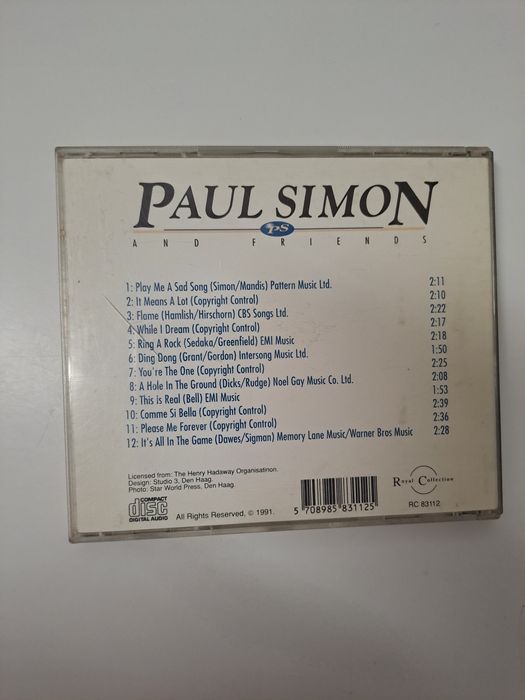 PAUL SIMON
PS
AND FRIENDS
1: Play Me A Sad Song (Simon/Mandis) Pattern Music Ltd. 2:11
2: It Means A Lot (Copyright Control) 2:10
3: Flame (Hamlish/Hirschorn) CBS Songs Ltd. 2:22
4: While I Dream (Copyright Control) 2:17
5: Ring A Rock (Sedaka/Greenfield) EMI Music 2:18
6: Ding Dong (Grant/Gordon) Intersong Music Ltd. 1:50
7: You're The One (Copyright Control) 2:25
8: A Hole In The Ground (Dicks/Rudge) Noel Gay Music Co. Ltd. 2:08
9: This is Real (Bell) EMI Music 1:53
10: Comme Si Bella (Copyright Control) 2:39
11: Please Me Forever (Copyright Control) 2:36
12: It's All In The Game (Dawes/Sigman) Memory Lane Music/Warner Bros Music 2:28
Licensed from: The Henry Hadaway Organisatinon.
Design: Studio 3, Den Haag.
Photo: Star World Press, Den Haag.
COMPACT
disc
DIGITAL AUDIO
All Rights Reserved, © 1991.
5 708985 831125
Royal Collection
RC 83112